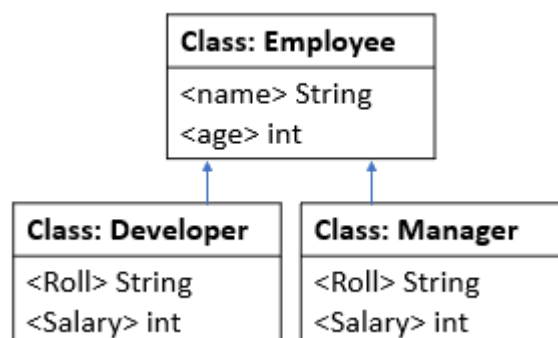 Class: Employee
<name> String
<age> int
Class: Developer
<Roll> String
<Salary> int
Class: Manager
<Roll> String
<Salary> int